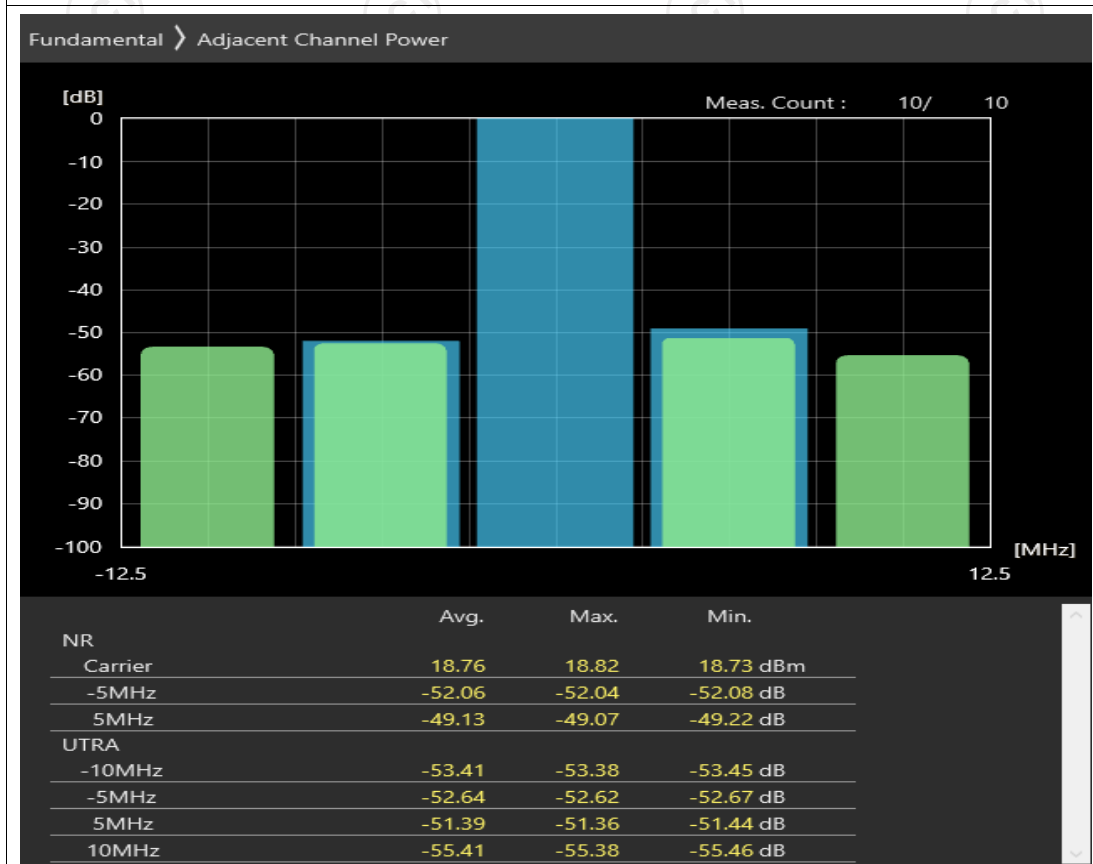 Fundamental ❯ Adjacent Channel Power
[dB]
Meas. Count : 10/ 10
0
-10
-20
-30
-40
-50
-60
-70
-80
-90
-100
[MHz]
-12.5 12.5
Avg. Max. Min.
NR
Carrier 18.76 18.82 18.73 dBm
-5MHz -52.06 -52.04 -52.08 dB
5MHz -49.13 -49.07 -49.22 dB
UTRA
-10MHz -53.41 -53.38 -53.45 dB
-5MHz -52.64 -52.62 -52.67 dB
5MHz -51.39 -51.36 -51.44 dB
10MHz -55.41 -55.38 -55.46 dB